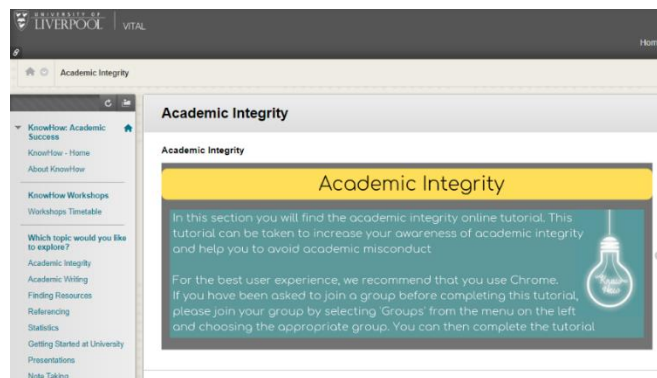 UNIVERSITY OF
LIVERPOOL VITAL
Hom
Academic Integrity
KnowHow: Academic
Success
KnowHow - Home
About KnowHow
KnowHow Workshops
Workshops Timetable
Which topic would you like
to explore?
Academic Integrity
Academic Writing
Finding Resources
Referencing
Statistics
Getting Started at University
Presentations
Note Taking
Academic Integrity
Academic Integrity
Academic Integrity
In this section you will find the academic integrity online tutorial. This
tutorial can be taken to increase your awareness of academic integrity
and help you to avoid academic misconduct
For the best user experience, we recommend that you use Chrome.
If you have been asked to join a group before completing this tutorial,
please join your group by selecting 'Groups' from the menu on the left
and choosing the appropriate group. You can then complete the tutorial
Know
How